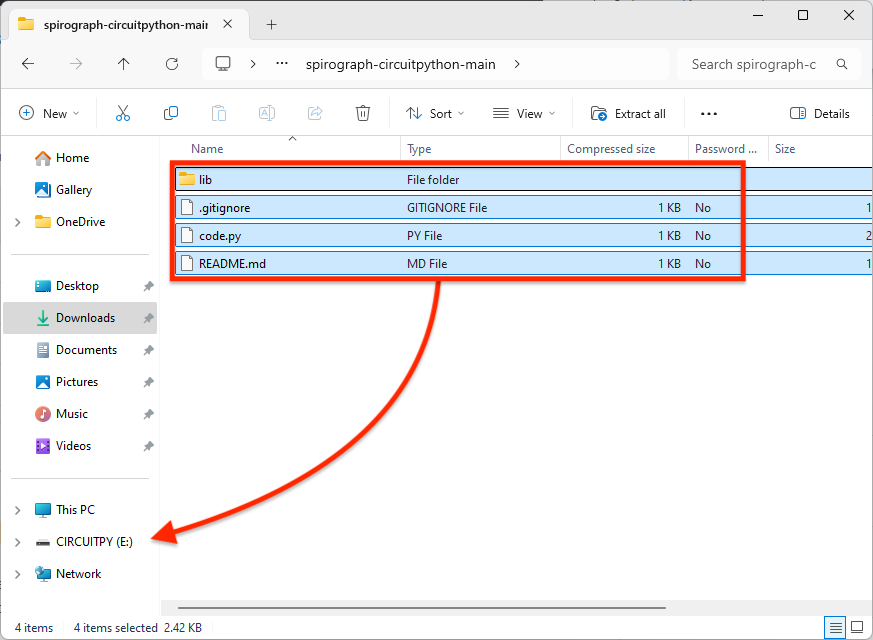 spirograph-circuitpython-mair
spirograph-circuitpython-main
Search spirograph-c
New
Sort
View
Extract all
Details
Name Type Compressed size Password ... Size
Home
Gallery
OneDrive
Desktop
Downloads
Documents
Pictures
Music
Videos
This PC
CIRCUITPY (E:)
Network
lib File folder
.gitignore GITIGNORE File 1 KB No 1
code.py PY File 1 KB No 2
README.md MD File 1 KB No 1
4 items 4 items selected 2.42 KB